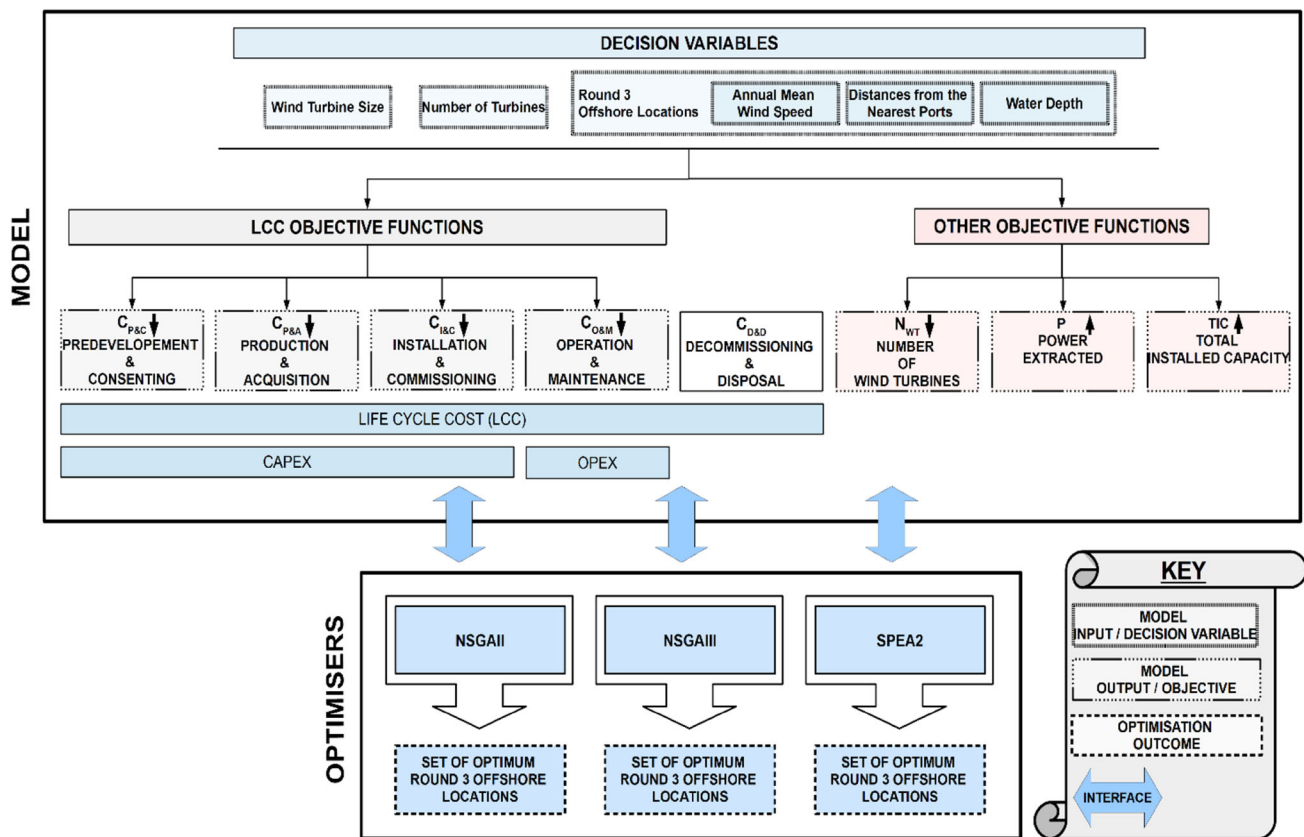 MODEL
DECISION VARIABLES
Wind Turbine Size
Number of Turbines
Round 3
Offshore Locations
Annual Mean
Wind Speed
Distances from the
Nearest Ports
Water Depth
LCC OBJECTIVE FUNCTIONS
OTHER OBJECTIVE FUNCTIONS
CP&C
PREDEVELOPEMENT
&
CONSENTING
CP&A
PRODUCTION
&
ACQUISITION
CI&C
INSTALLATION
&
COMMISSIONING
CO&M
OPERATION
&
MAINTENANCE
CD&D
DECOMMISSIONING
&
DISPOSAL
NWT
NUMBER
OF
WIND TURBINES
P
POWER
EXTRACTED
TIC
TOTAL
INSTALLED CAPACITY
LIFE CYCLE COST (LCC)
CAPEX
OPEX
OPTIMISERS
NSGAII
NSGAIII
SPEA2
SET OF OPTIMUM
ROUND 3 OFFSHORE
LOCATIONS
SET OF OPTIMUM
ROUND 3 OFFSHORE
LOCATIONS
SET OF OPTIMUM
ROUND 3 OFFSHORE
LOCATIONS
KEY
MODEL
INPUT / DECISION VARIABLE
MODEL
OUTPUT / OBJECTIVE
OPTIMISATION
OUTCOME
INTERFACE